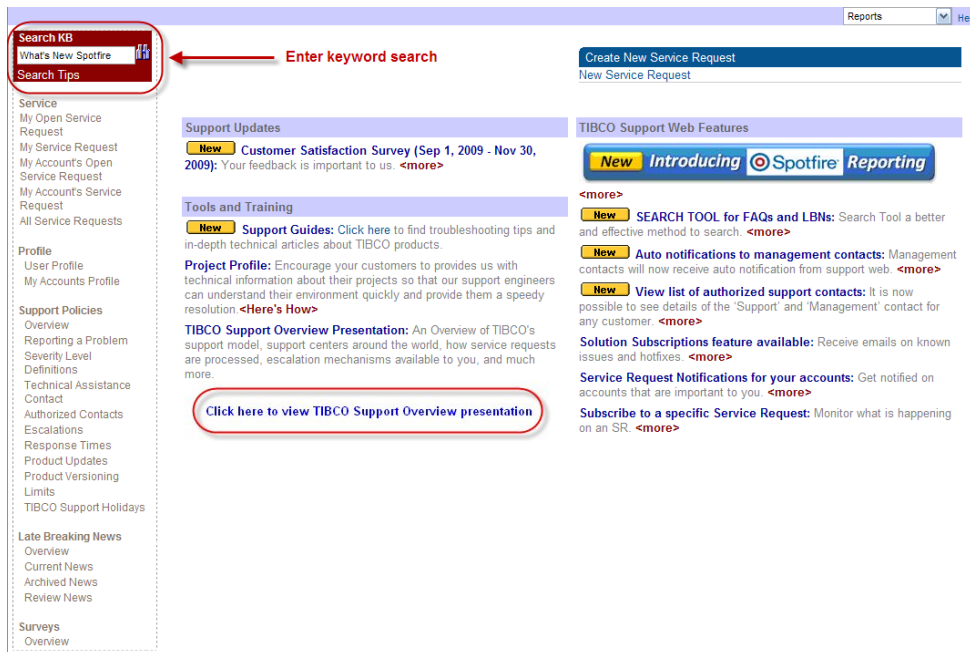 Reports
He
Search KB
What's New Spotfire
Search Tips
Enter keyword search
Create New Service Request
New Service Request
Service
My Open Service
Request
My Service Request
My Account's Open
Service Request
My Account's Service
Request
All Service Requests
Profile
User Profile
My Accounts Profile
Support Policies
Overview
Reporting a Problem
Severity Level
Definitions
Technical Assistance
Contact
Authorized Contacts
Escalations
Response Times
Product Updates
Product Versioning
Limits
TIBCO Support Holidays
Late Breaking News
Overview
Current News
Archived News
Review News
Surveys
Overview
Support Updates
New Customer Satisfaction Survey (Sep 1, 2009 - Nov 30,
2009): Your feedback is important to us. <more>
Tools and Training
New Support Guides: Click here to find troubleshooting tips and
in-depth technical articles about TIBCO products.
Project Profile: Encourage your customers to provides us with
technical information about their projects so that our support engineers
can understand their environment quickly and provide them a speedy
resolution.<Here's How>
TIBCO Support Overview Presentation: An Overview of TIBCO's
support model, support centers around the world, how service requests
are processed, escalation mechanisms available to you, and much
more.
Click here to view TIBCO Support Overview presentation
TIBCO Support Web Features
New Introducing Spotfire Reporting
<more>
New SEARCH TOOL for FAQs and LBNs: Search Tool a better
and effective method to search. <more>
New Auto notifications to management contacts: Management
contacts will now receive auto notification from support web. <more>
New View list of authorized support contacts: It is now
possible to see details of the 'Support' and 'Management' contact for
any customer. <more>
Solution Subscriptions feature available: Receive emails on known
issues and hotfixes. <more>
Service Request Notifications for your accounts: Get notified on
accounts that are important to you. <more>
Subscribe to a specific Service Request: Monitor what is happening
on an SR. <more>